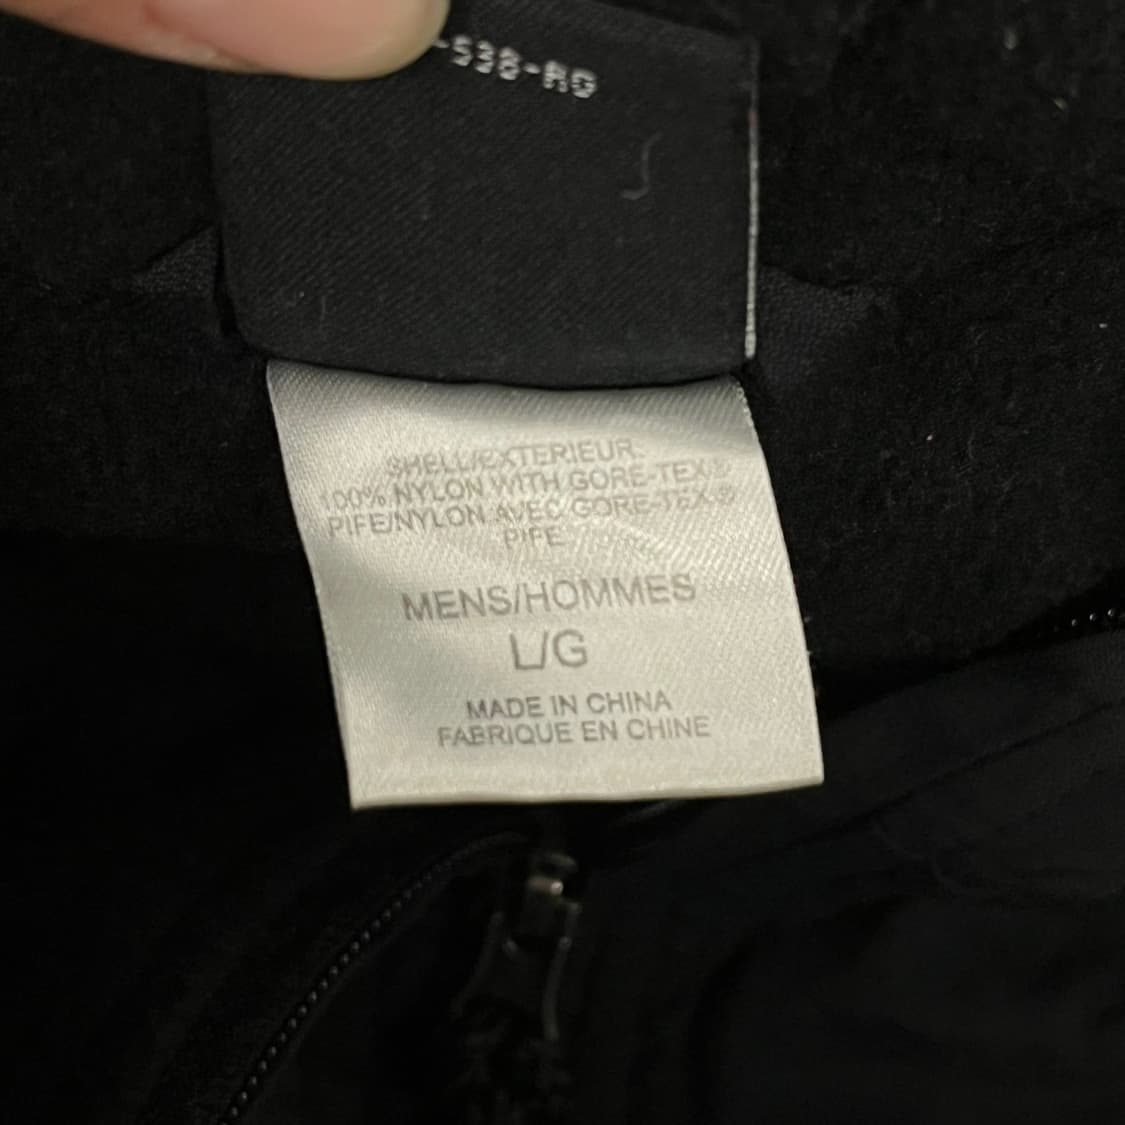 -538-RG
SHELL/EXTERIEUR:
100% NYLON WITH GORE-TEX®
PIFE/NYLON AVEC GORE-TEX®
PIFE
MENS/HOMMES
L/G
MADE IN CHINA
FABRIQUE EN CHINE